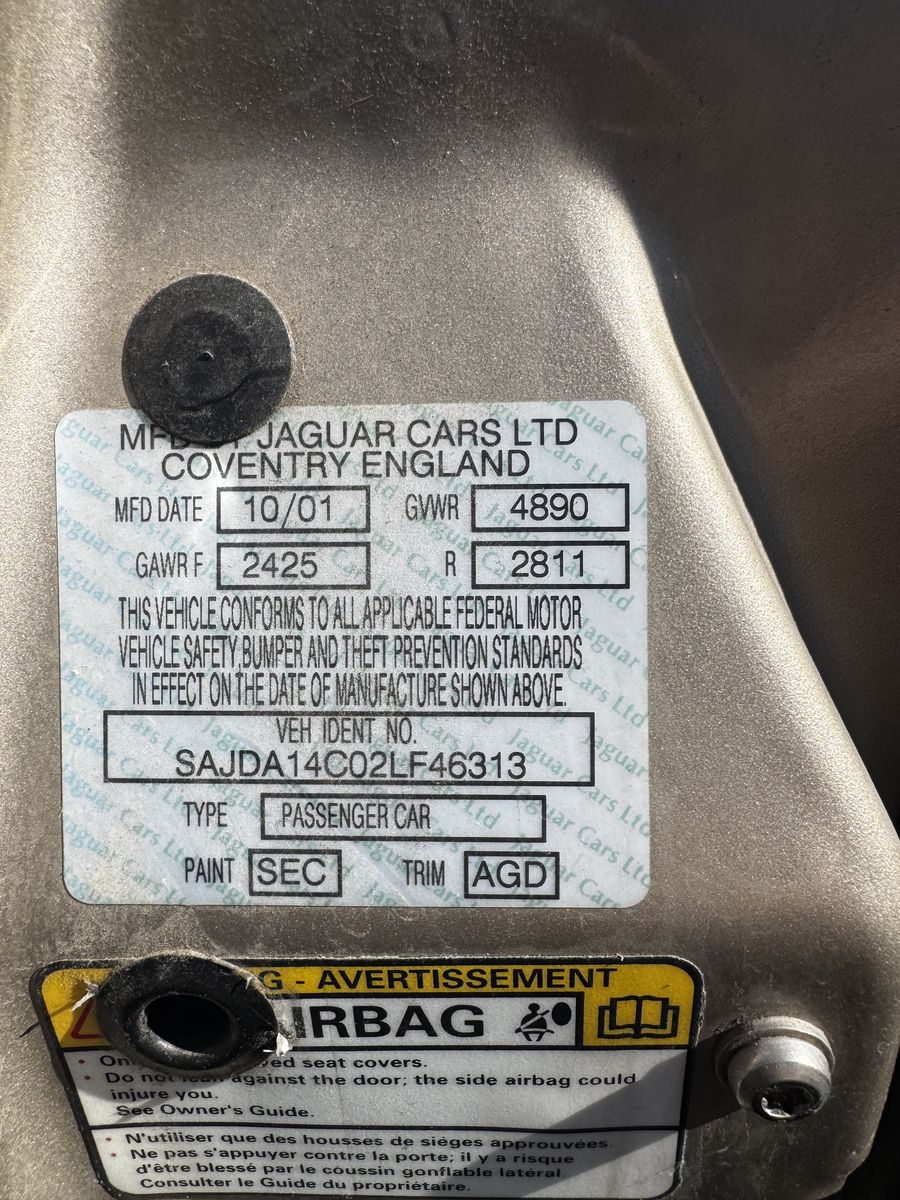 JAGUAR CARS LTD
COVENTRY ENGLAND
MFD DATE 10/01 GVWR 4890
GAWR F 2425 R 2811
THIS VEHICLE CONFORMS TO ALL APPLICABLE FEDERAL MOTOR
VEHICLE SAFETY, BUMPER AND THEFT PREVENTION STANDARDS
IN EFFECT ON THE DATE OF MANUFACTURE SHOWN ABOVE.
VEH IDENT NO.
SAJDA14C02LF46313
TYPE PASSENGER CAR
PAINT SEC TRIM AGD
- AVERTISSEMENT
AIRBAG
seat covers.
• Do not lean against the door; the side airbag could
injure you.
See Owner's Guide.
• N'utiliser que des housses de sièges approuvées.
• Ne pas s'appuyer contre la porte; il y a risque
d'être blessé par le coussin gonflable latéral.
Consulter le Guide du propriétaire.